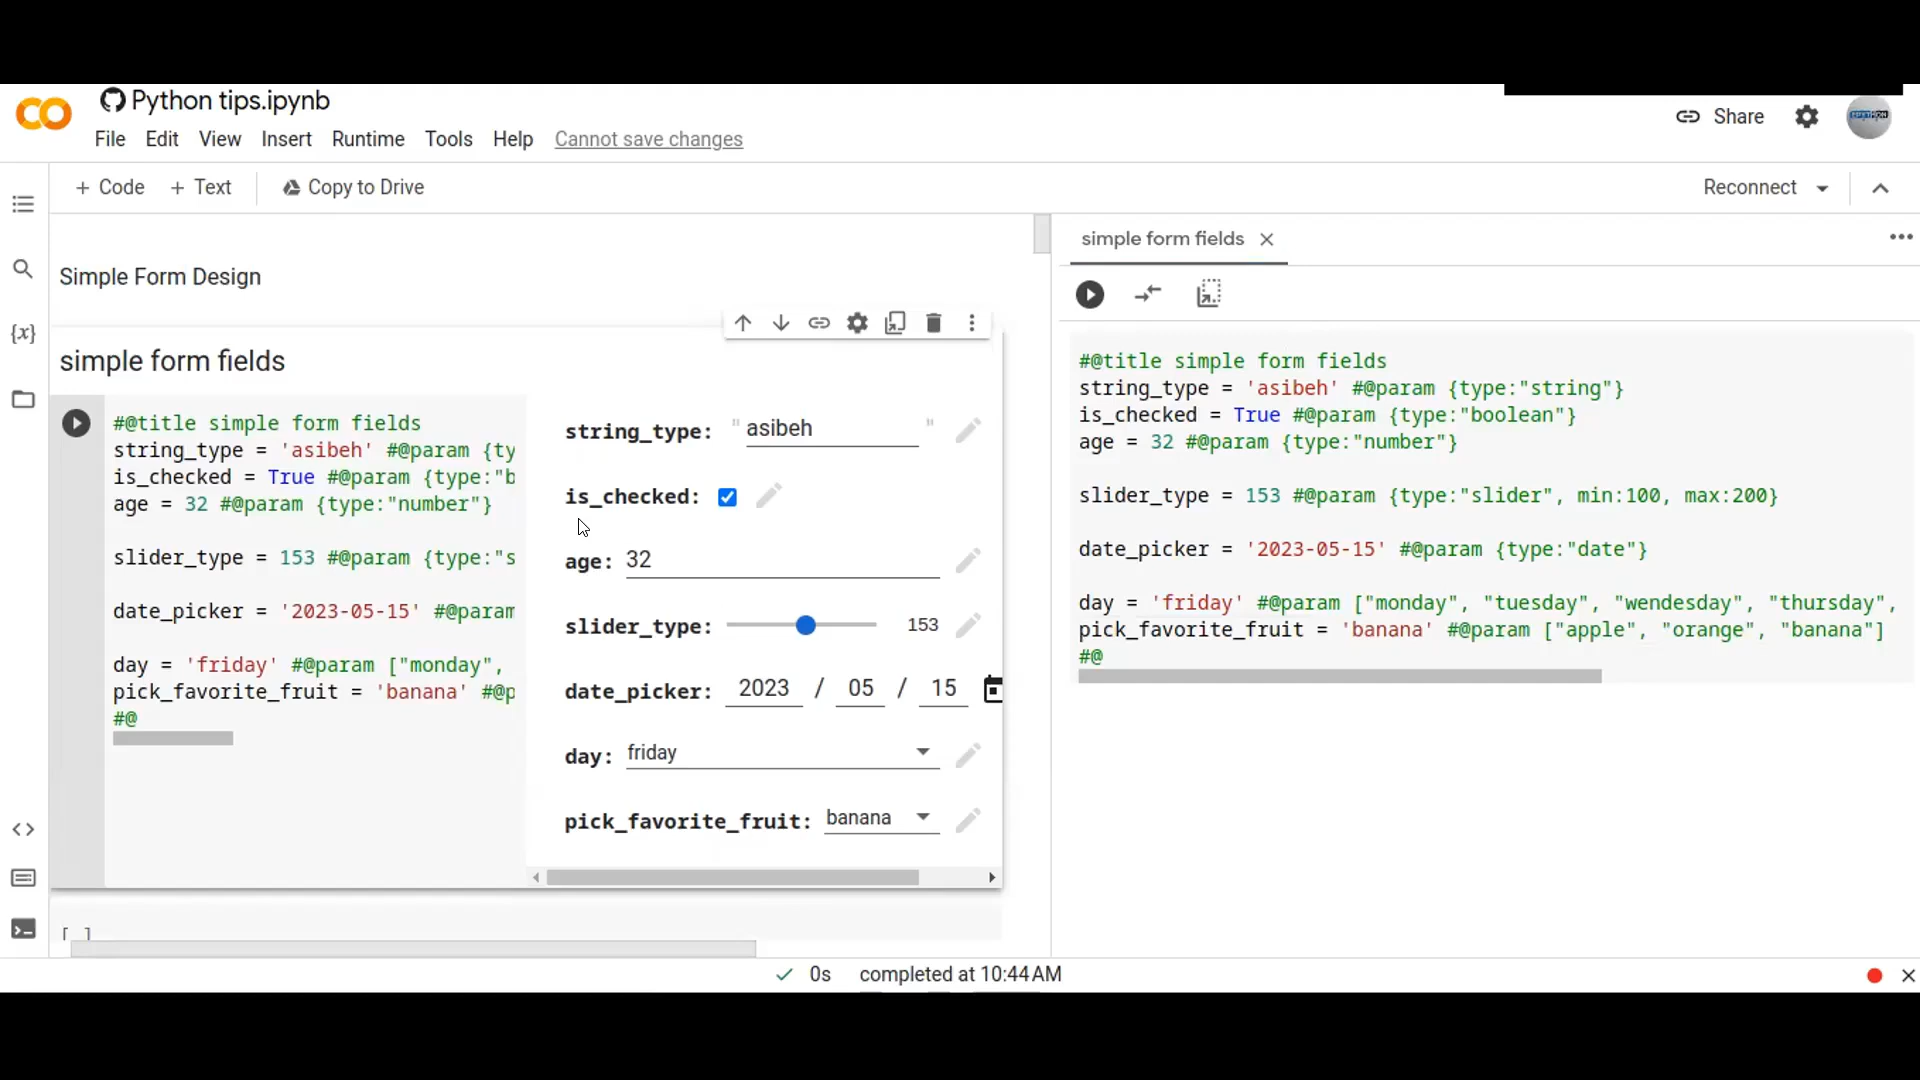 Python tips.ipynb
File Edit View Insert Runtime Tools Help Cannot save changes
Share
+ Code + Text Copy to Drive
Reconnect
simple form fields
Simple Form Design
simple form fields
{x}
#@title simple form fields
string_type = 'asibeh' #@param {ty
is_checked = True #@param {type:"b
age = 32 #@param {type:"number"}
slider_type = 153 #@param {type:"s
date_picker = '2023-05-15' #@param
day = 'friday' #@param ["monday",
pick_favorite_fruit = 'banana' #@p
#@
string_type: "asibeh"
is_checked:
age: 32
slider_type: 153
date_picker: 2023 / 05 / 15
day: friday
pick_favorite_fruit: banana
[ ]
#@title simple form fields
string_type = 'asibeh' #@param {type:"string"}
is_checked = True #@param {type:"boolean"}
age = 32 #@param {type:"number"}
slider_type = 153 #@param {type:"slider", min:100, max:200}
date_picker = '2023-05-15' #@param {type:"date"}
day = 'friday' #@param ["monday", "tuesday", "wendesday", "thursday",
pick_favorite_fruit = 'banana' #@param ["apple", "orange", "banana"]
#@
0s completed at 10:44 AM